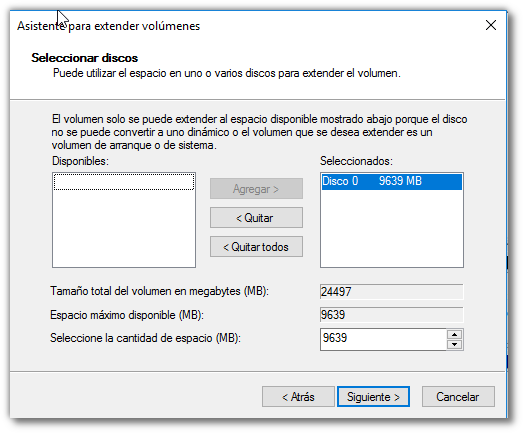 Asistente para extender volúmenes
Seleccionar discos
Puede utilizar el espacio en uno o varios discos para extender el volumen.
El volumen solo se puede extender al espacio disponible mostrado abajo porque el disco
no se puede convertir a uno dinámico o el volumen que se desea extender es un
volumen de arranque o de sistema.
Disponibles:
Seleccionados:
Disco 0 9639 MB
Agregar >
< Quitar
< Quitar todos
Tamaño total del volumen en megabytes (MB): 24497
Espacio máximo disponible (MB): 9639
Seleccione la cantidad de espacio (MB): 9639
< Atrás
Siguiente >
Cancelar